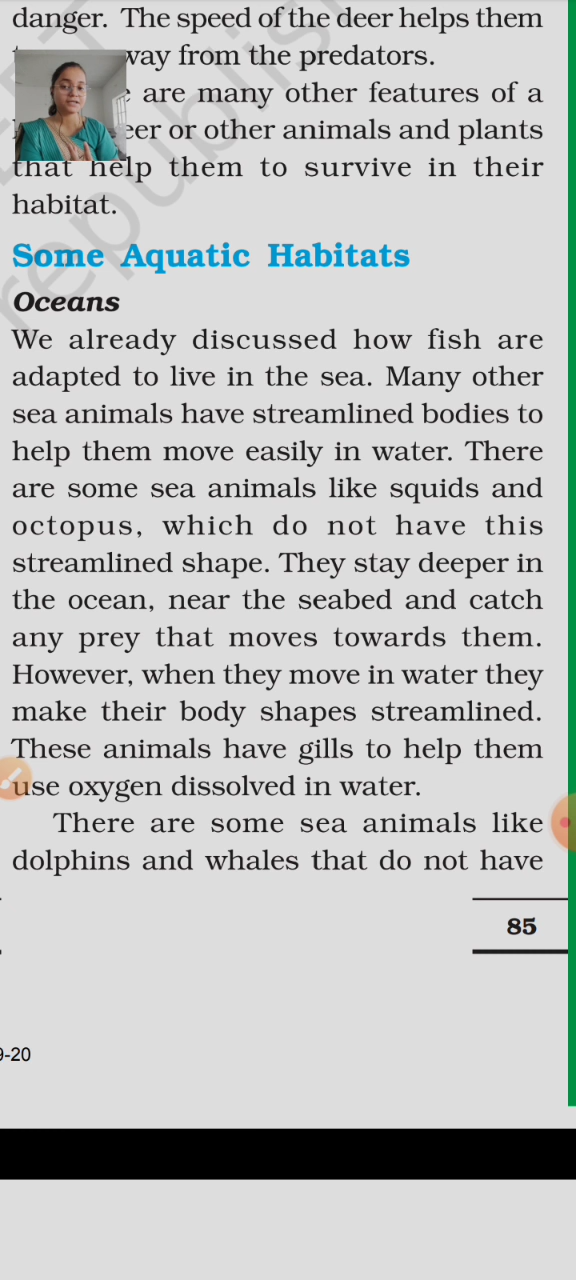 danger. The speed of the deer helps them
way from the predators.
are many other features of a
eer or other animals and plants
that help them to survive in their
habitat.
Some Aquatic Habitats
Oceans
We already discussed how fish are
adapted to live in the sea. Many other
sea animals have streamlined bodies to
help them move easily in water. There
are some sea animals like squids and
octopus, which do not have this
streamlined shape. They stay deeper in
the ocean, near the seabed and catch
any prey that moves towards them.
However, when they move in water they
make their body shapes streamlined.
These animals have gills to help them
use oxygen dissolved in water.
There are some sea animals like
dolphins and whales that do not have
85
9-20
republis